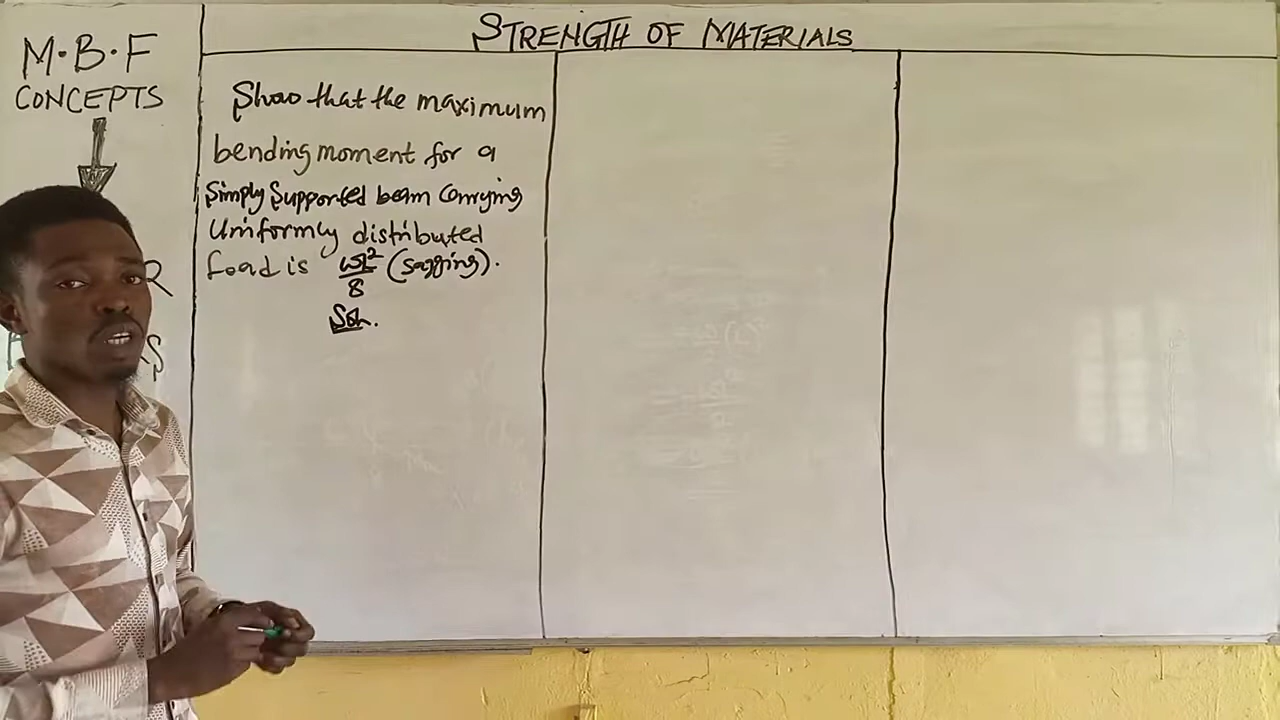 STRENGTH OF MATERIALS
M.B.F
CONCEPTS
Show that the maximum
bending moment for a
Simply Supported beam Carrying
Uniformly distributed
Load is wL²/8 (Sagging).
Soln.
R
S